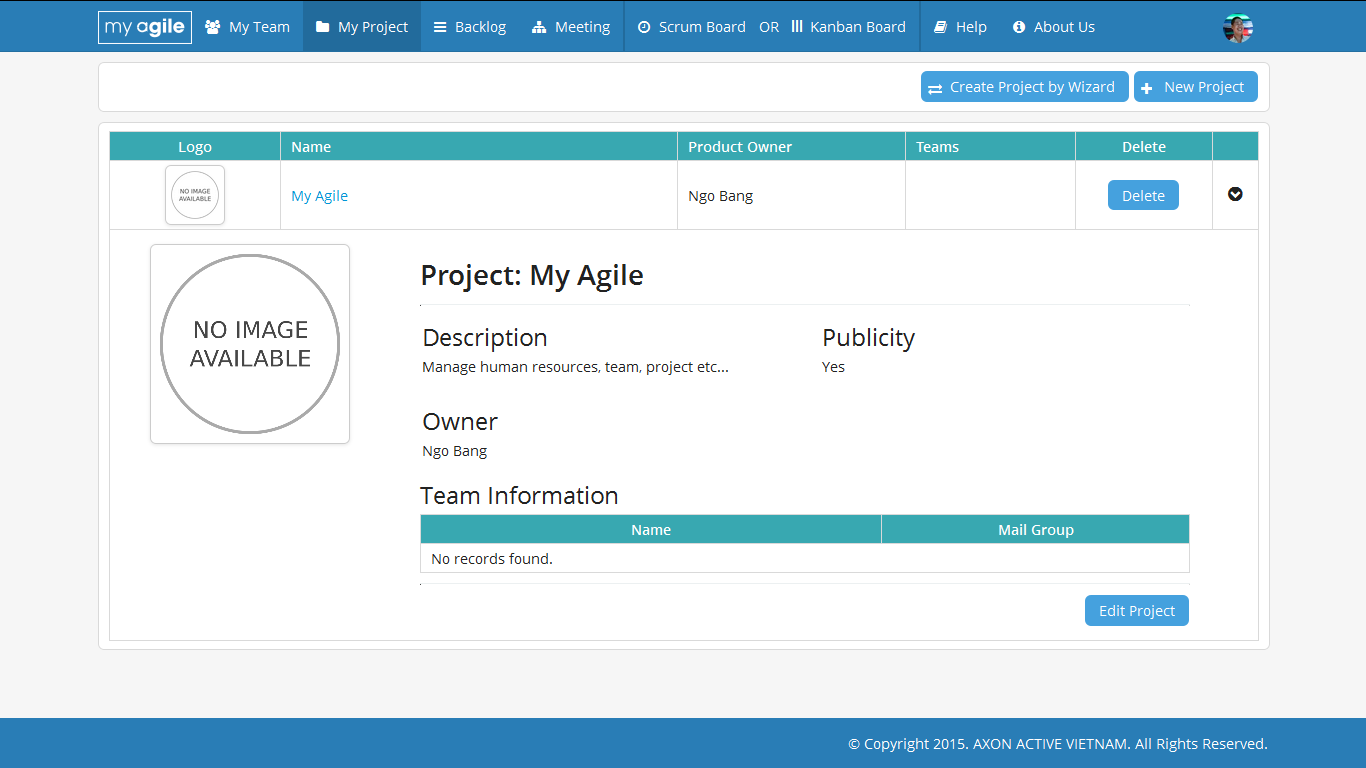 my agile My Team My Project Backlog Meeting Scrum Board OR Kanban Board Help About Us
Create Project by Wizard New Project
Logo Name Product Owner Teams Delete
NO IMAGE
AVAILABLE
My Agile Ngo Bang Delete
NO IMAGE
AVAILABLE
Project: My Agile
Description Publicity
Manage human resources, team, project etc... Yes
Owner
Ngo Bang
Team Information
Name Mail Group
No records found.
Edit Project
© Copyright 2015. AXON ACTIVE VIETNAM. All Rights Reserved.